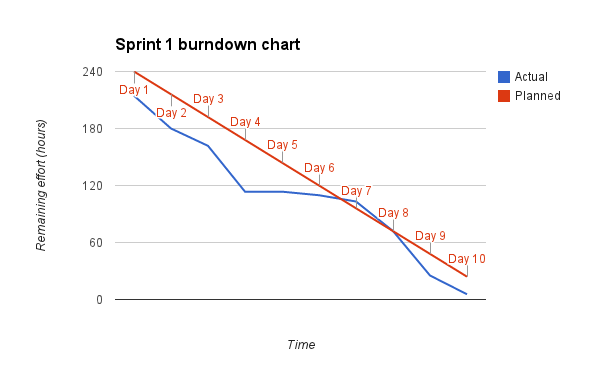 Sprint 1 burndown chart
240
180
120
60
0
Remaining effort (hours)
Day 1
Day 2
Day 3
Day 4
Day 5
Day 6
Day 7
Day 8
Day 9
Day 10
Time
Actual
Planned